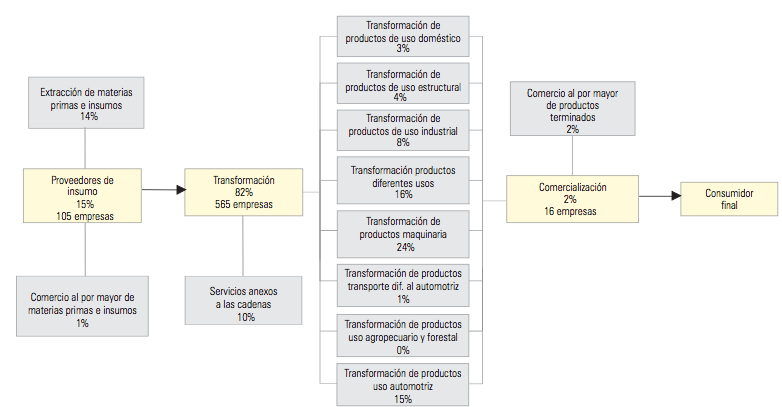 Extracción de materias
primas e insumos
14%
Proveedores de
insumo
15%
105 empresas
Comercio al por mayor de
materias primas e insumos
1%
Transformación
82%
565 empresas
Servicios anexos
a las cadenas
10%
Transformación de
productos de uso doméstico
3%
Transformación de
productos de uso estructural
4%
Transformación de
productos de uso industrial
8%
Transformación productos
diferentes usos
16%
Transformación de
productos maquinaria
24%
Transformación de productos
transporte dif. al automotriz
1%
Transformación de productos
uso agropecuario y forestal
0%
Transformación de productos
uso automotriz
15%
Comercio al por mayor
de productos
terminados
2%
Comercialización
2%
16 empresas
Consumidor
final